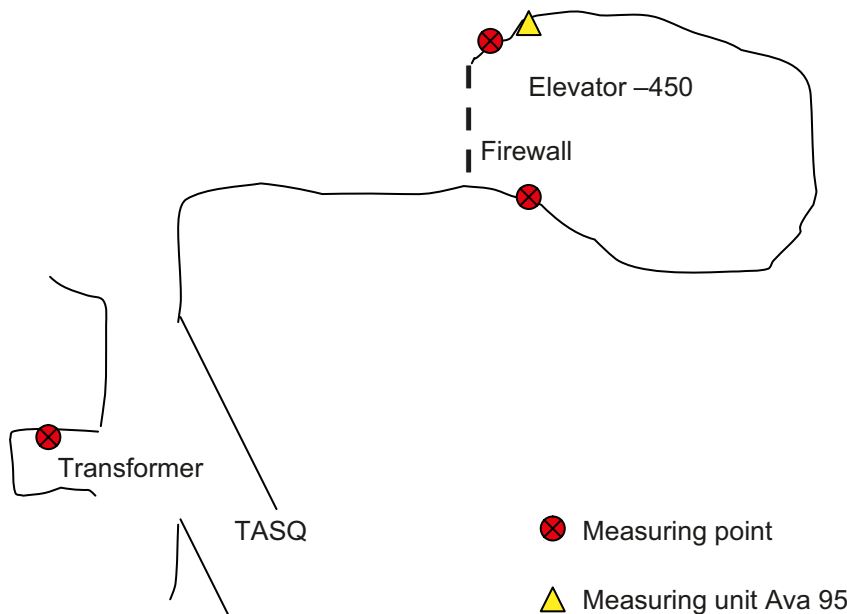 Elevator –450
Firewall
Transformer
TASQ
Measuring point
Measuring unit Ava 95